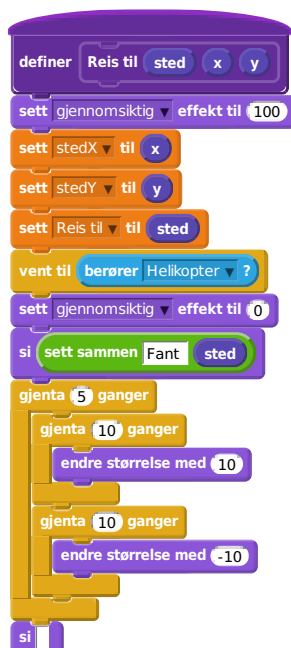 definer Reis til sted x y
sett gjennomsiktig effekt til 100
sett stedX til x
sett stedY til y
sett Reis til til sted
vent til berører Helikopter ?
sett gjennomsiktig effekt til 0
si sett sammen Fant sted
gjenta 5 ganger
gjenta 10 ganger
endre størrelse med 10
gjenta 10 ganger
endre størrelse med -10
si